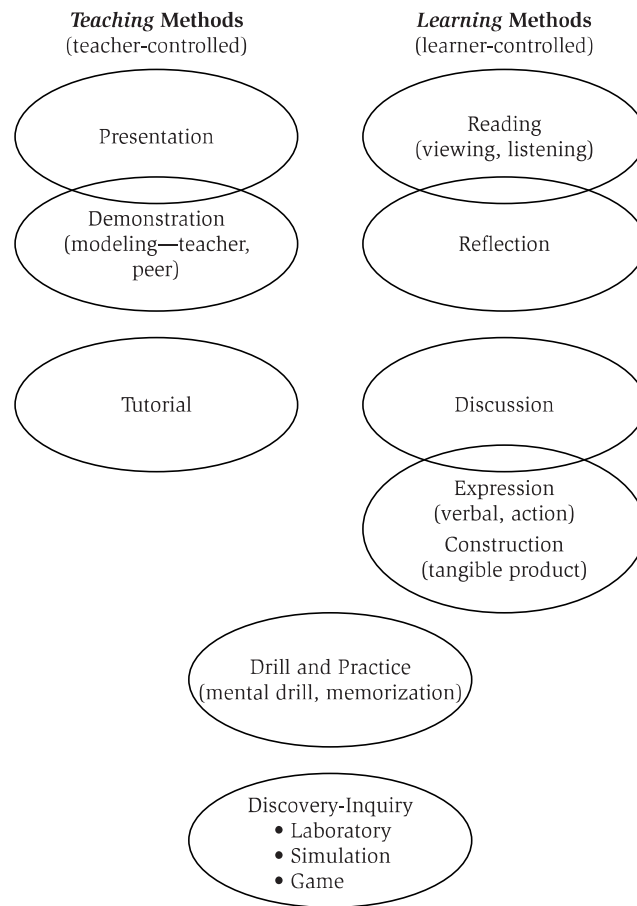 Teaching Methods
(teacher-controlled)
Learning Methods
(learner-controlled)
Presentation
Reading
(viewing, listening)
Demonstration
(modeling—teacher,
peer)
Reflection
Tutorial
Discussion
Expression
(verbal, action)
Construction
(tangible product)
Drill and Practice
(mental drill, memorization)
Discovery-Inquiry
• Laboratory
• Simulation
• Game